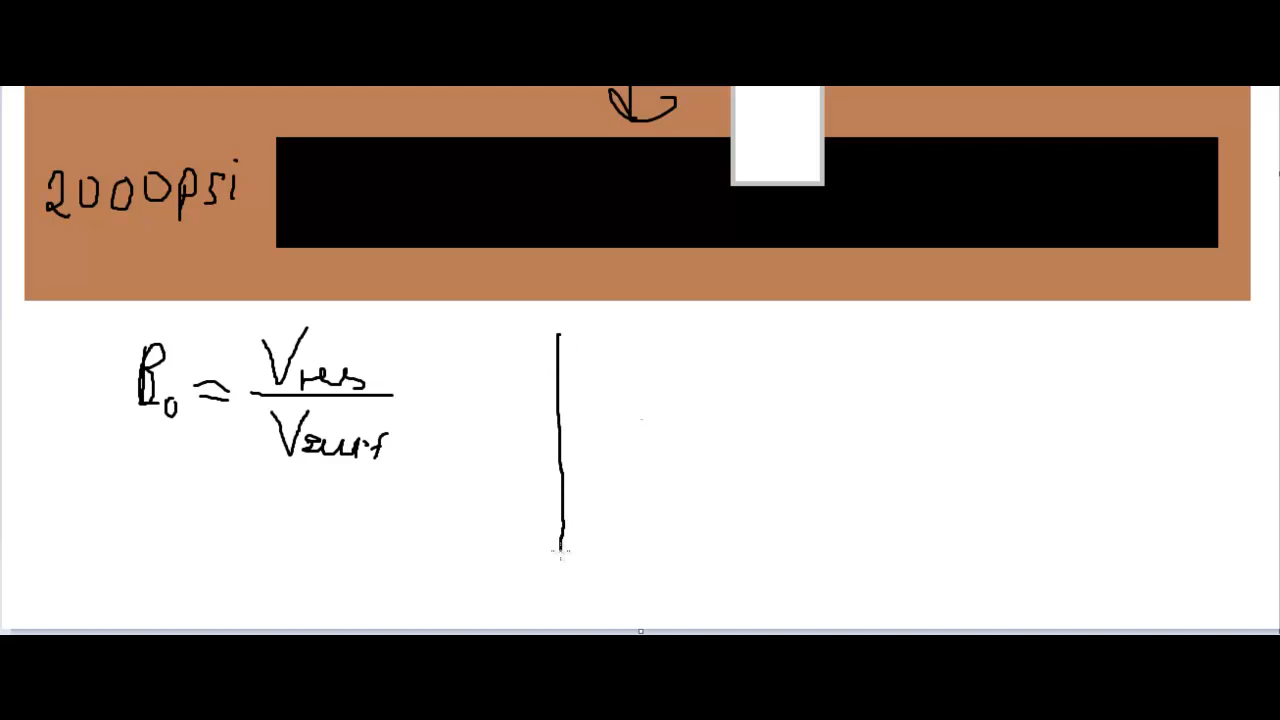 2000psi
B₀ = Vres / Vsurf